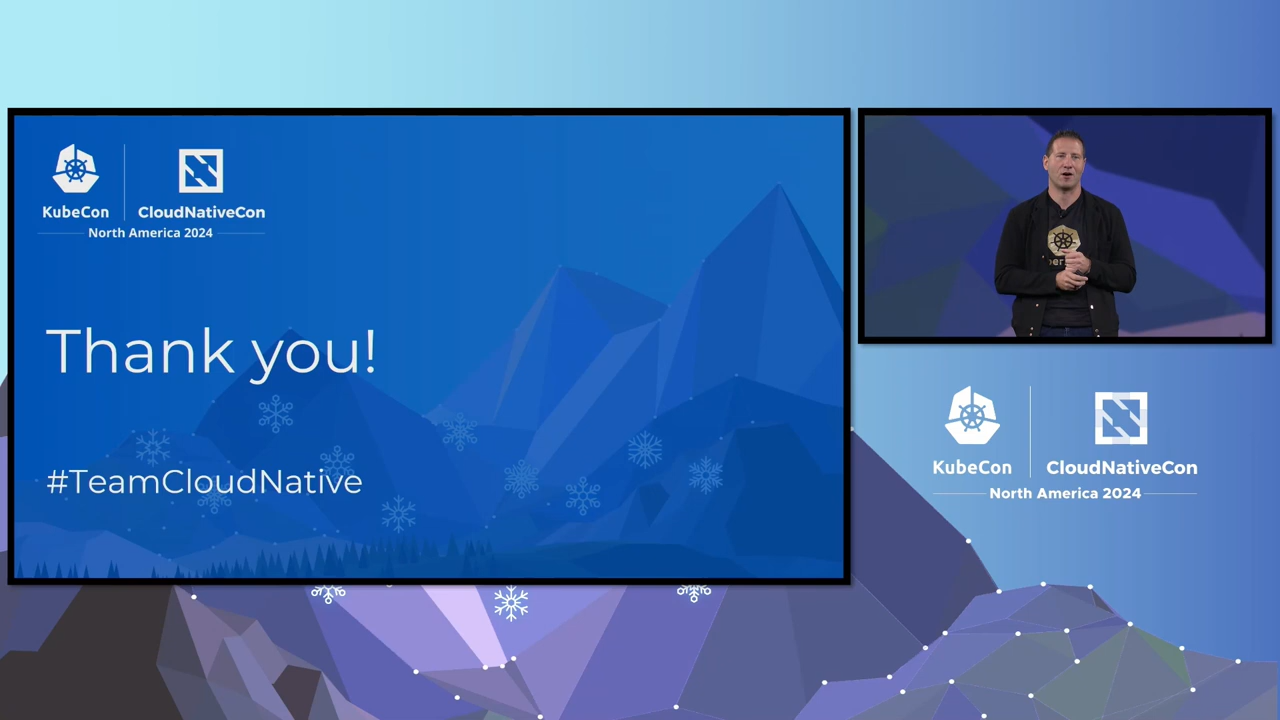 KubeCon
CloudNativeCon
North America 2024
Thank you!
#TeamCloudNative
KubeCon
CloudNativeCon
North America 2024